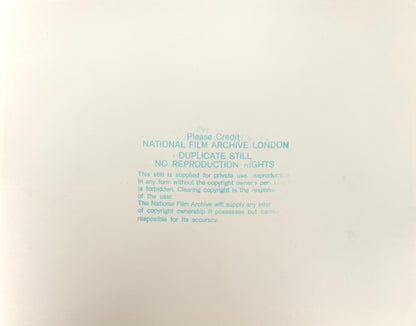 Please Credit
NATIONAL FILM ARCHIVE LONDON
DUPLICATE STILL
NO REPRODUCTION RIGHTS
This still is supplied for private use. reproduction
in any form without the copyright owner's
is forbidden. Clearing copyright is the
of the user.
The National Film Archive will supply any
of copyright ownership it possesses but
resposible for its accuracy.